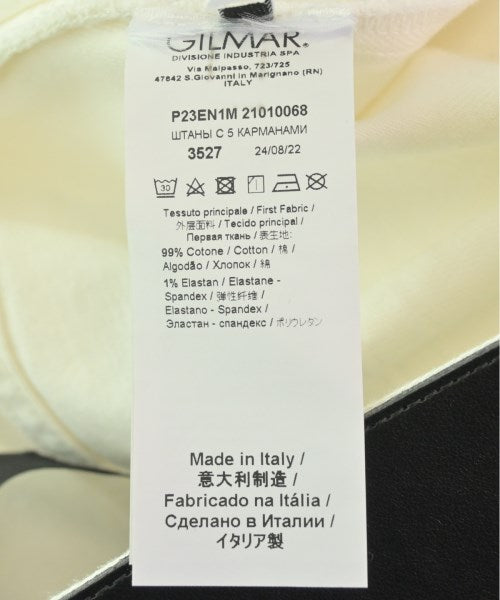 GILMAR®
DIVISIONE INDUSTRIA SPA
Via Malpasso, 723/725
47842 S.Giovanni in Marignano (RN)
ITALY
P23EN1M 21010068
ШТАНЫ С 5 КАРМАНАМИ
3527 24/08/22
30
Tessuto principale / First Fabric /
外层面料 / Tecido principal /
Первая ткань / 表生地:
99% Cotone / Cotton / 棉 /
Algodão / Хлопок / 綿
1% Elastan / Elastane -
Spandex / 弹性纤维 /
Elastano - Spandex /
Эластан - спандекс / ポリウレタン
Made in Italy /
意大利制造 /
Fabricado na Itália /
Сделано в Италии /
イタリア製